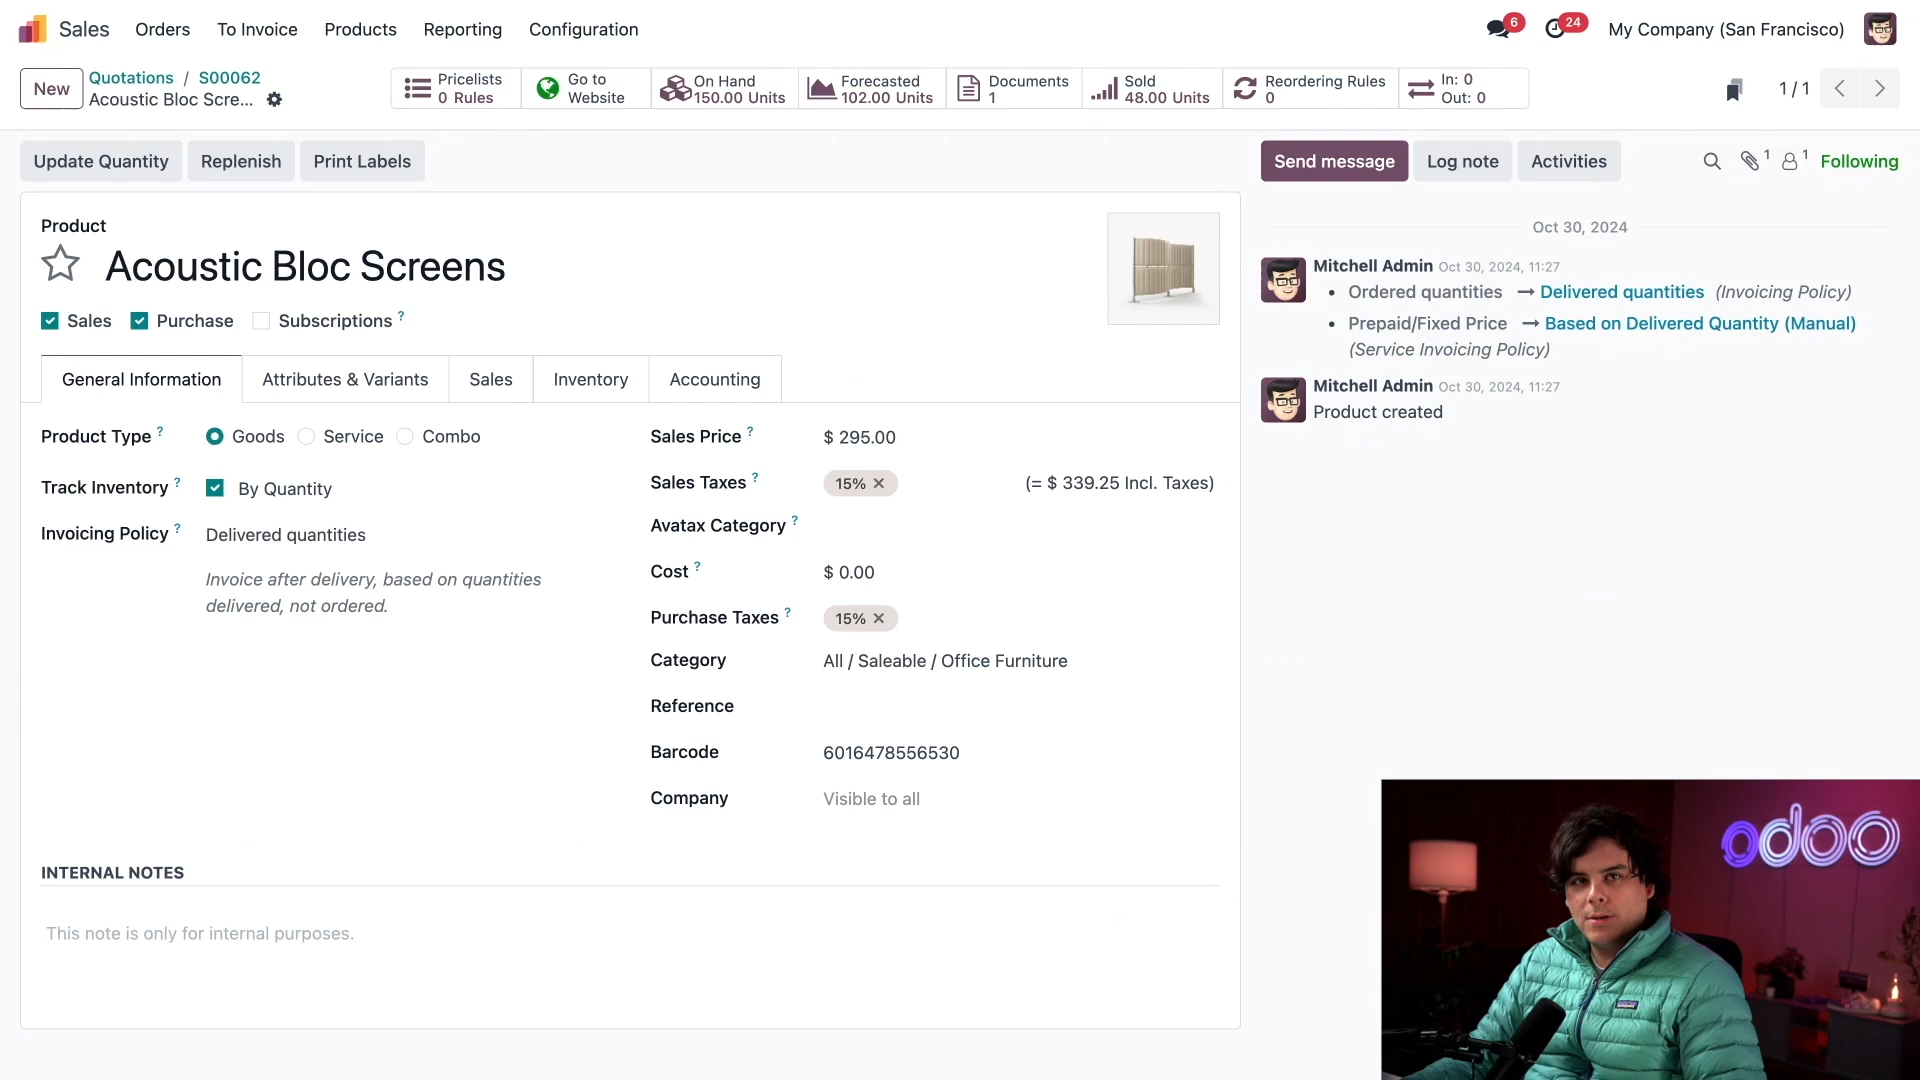 Sales
Orders
To Invoice
Products
Reporting
Configuration
6
24
My Company (San Francisco)
New
Quotations / S00062
Acoustic Bloc Scre...
Pricelists
0 Rules
Go to
Website
On Hand
150.00 Units
Forecasted
102.00 Units
Documents
1
Sold
48.00 Units
Reordering Rules
0
In: 0
Out: 0
1 / 1
Update Quantity
Replenish
Print Labels
Send message
Log note
Activities
1
1
Following
Product
Acoustic Bloc Screens
Sales
Purchase
Subscriptions ?
General Information
Attributes & Variants
Sales
Inventory
Accounting
Product Type ?
Goods
Service
Combo
Track Inventory ?
By Quantity
Invoicing Policy ?
Delivered quantities
Invoice after delivery, based on quantities
delivered, not ordered.
Sales Price ?
$ 295.00
Sales Taxes ?
15% ×
(= $ 339.25 Incl. Taxes)
Avatax Category ?
Cost ?
$ 0.00
Purchase Taxes ?
15% ×
Category
All / Saleable / Office Furniture
Reference
Barcode
6016478556530
Company
Visible to all
INTERNAL NOTES
This note is only for internal purposes.
Oct 30, 2024
Mitchell Admin Oct 30, 2024, 11:27
• Ordered quantities → Delivered quantities (Invoicing Policy)
• Prepaid/Fixed Price → Based on Delivered Quantity (Manual)
(Service Invoicing Policy)
Mitchell Admin Oct 30, 2024, 11:27
Product created
odoo
patagonia